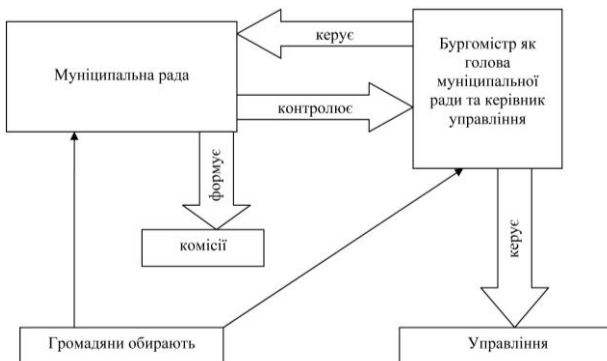 Муніципальна рада
керує
контролює
Бургомістр як
голова
муніципальної
ради та керівник
управління
формує
комісії
керує
Громадяни обирають
Управління